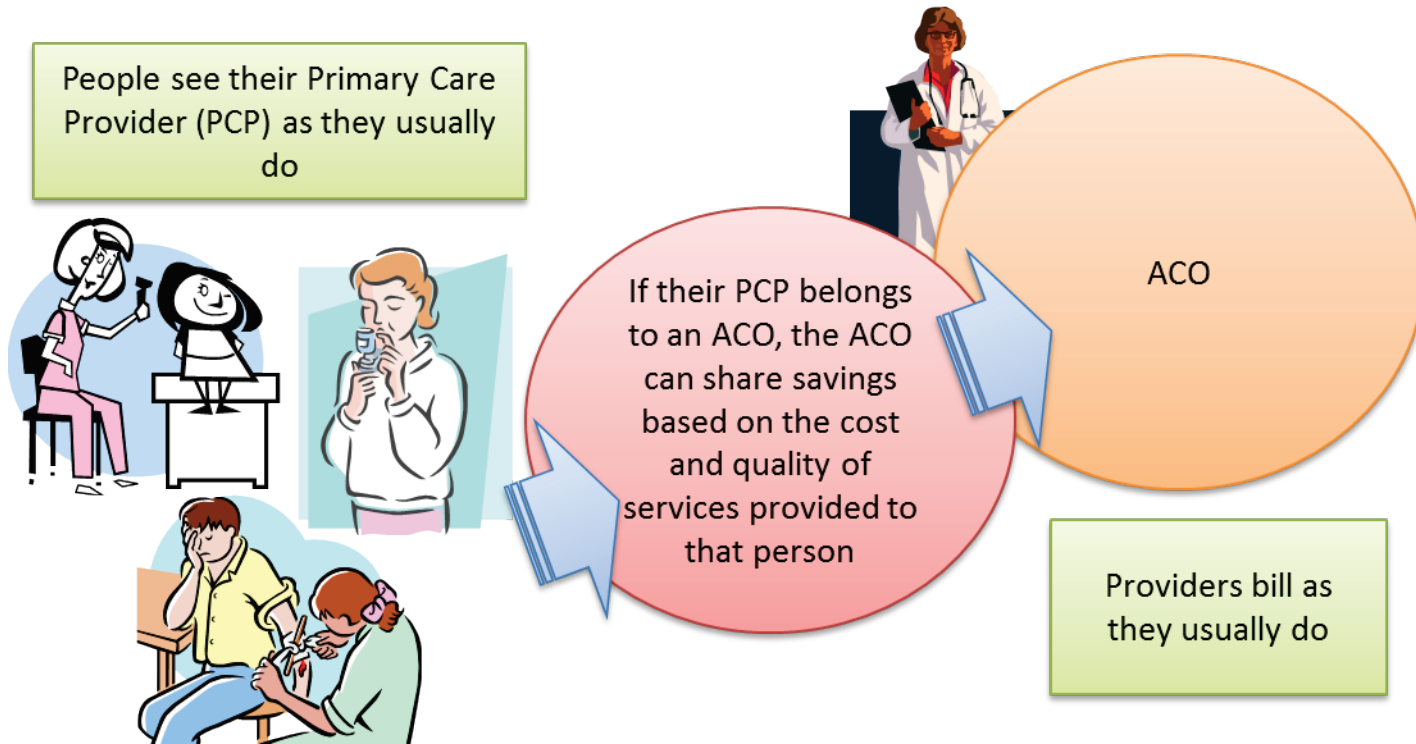 People see their Primary Care
Provider (PCP) as they usually
do
If their PCP belongs
to an ACO, the ACO
can share savings
based on the cost
and quality of
services provided to
that person
ACO
Providers bill as
they usually do